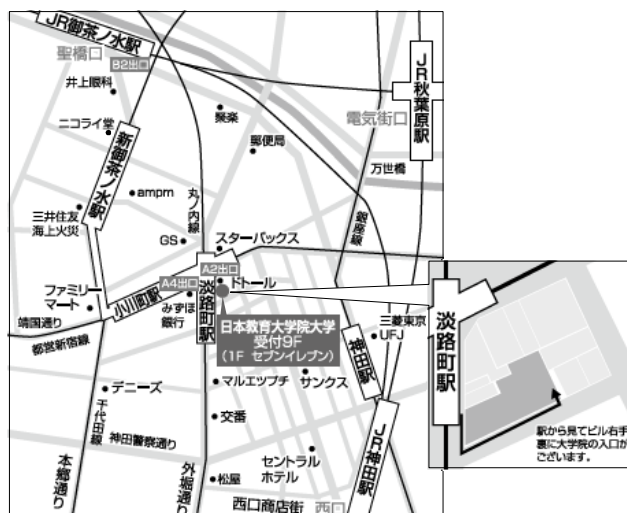 JR御茶ノ水駅
聖橋口
B2出口
井上眼科
ニコライ堂
新御茶ノ水駅
聚楽
郵便局
電気街口
JR秋葉原駅
万世橋
ampm
丸ノ内線
銀座線
三井住友
海上火災
GS
スターバックス
A2出口
A4出口
ドトール
淡路町駅
小川町駅
ファミリー
マート
みずほ
銀行
靖国通り
都営新宿線
日本教育大学院大学
受付9F
(1F セブンイレブン)
三菱東京
UFJ
神田駅
デニーズ
マルエツプチ
サンクス
千代田線
交番
神田警察通り
セントラル
ホテル
JR神田駅
本郷通り
外堀通り
松屋
西口商店街
西口
淡路町駅
駅から見てビル右手
裏に大学院の入口が
ございます。